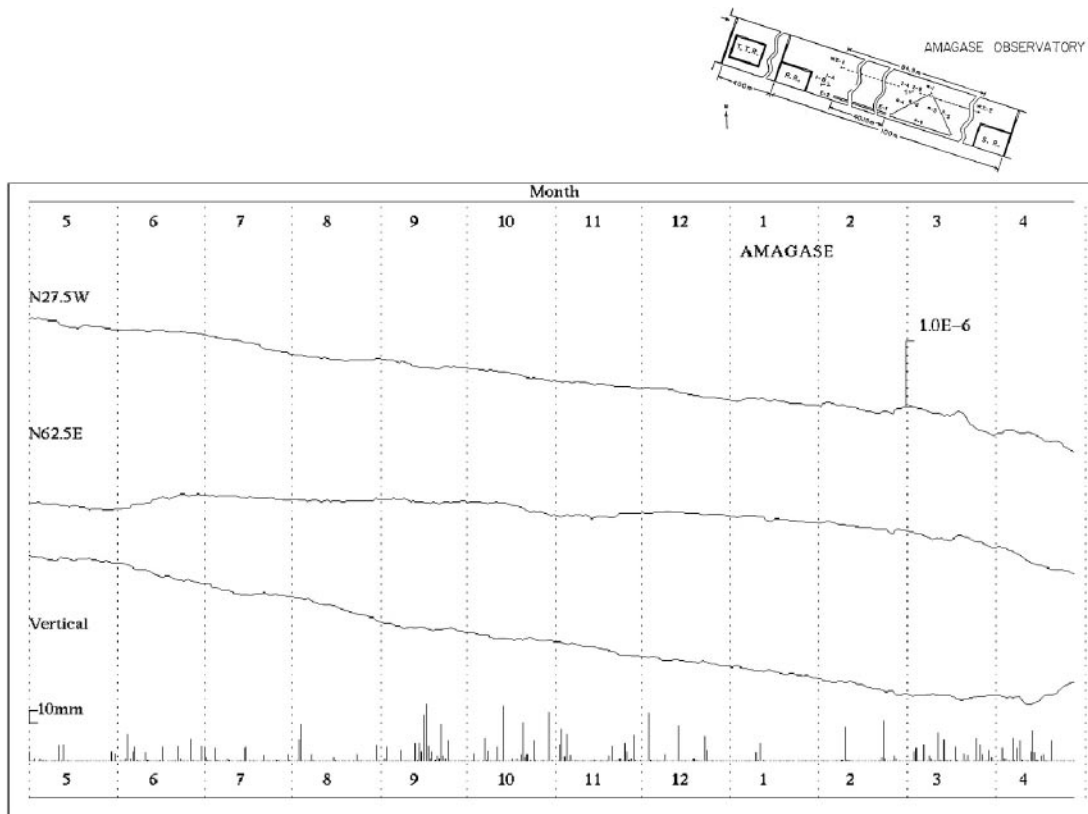 AMAGASE OBSERVATORY
T.T.R.
R.R.
S.R.
400m
100m
Month
5 6 7 8 9 10 11 12 1 2 3 4
AMAGASE
N27.5W
1.0E-6
N62.5E
Vertical
10mm
5 6 7 8 9 10 11 12 1 2 3 4